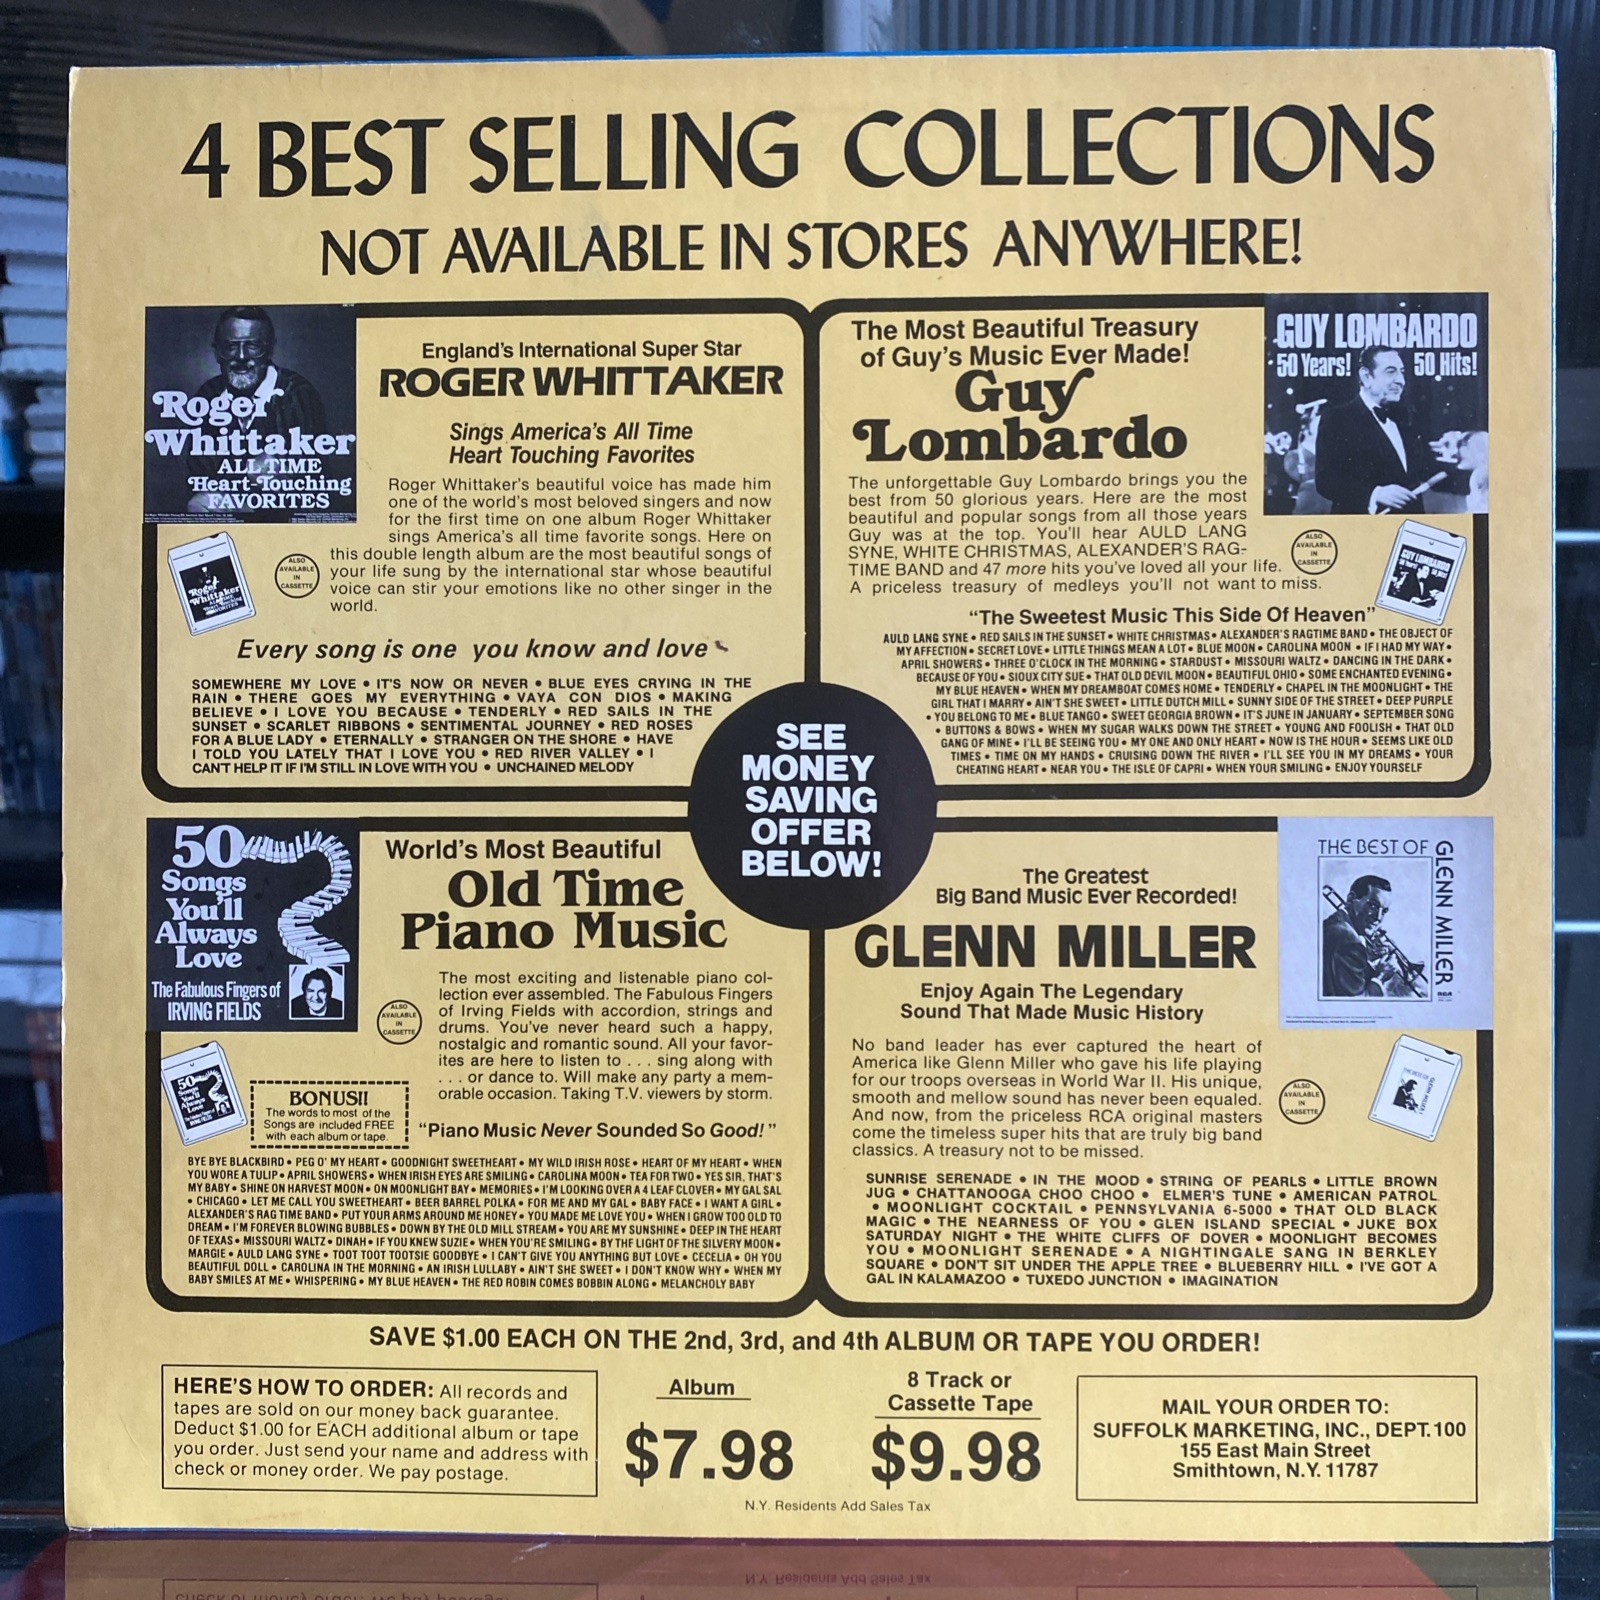 4 BEST SELLING COLLECTIONS
NOT AVAILABLE IN STORES ANYWHERE!
Roger
Whittaker
ALL TIME
Heart-Touching
FAVORITES
England's International Super Star
ROGER WHITTAKER
Sings America's All Time
Heart Touching Favorites
Roger Whittaker's beautiful voice has made him
one of the world's most beloved singers and now
for the first time on one album Roger Whittaker
sings America's all time favorite songs. Here on
this double length album are the most beautiful songs of
your life sung by the international star whose beautiful
voice can stir your emotions like no other singer in the
world.
ALSO
AVAILABLE
IN
CASSETTE
Roger
Whittaker
Every song is one you know and love
SOMEWHERE MY LOVE • IT'S NOW OR NEVER • BLUE EYES CRYING IN THE
RAIN • THERE GOES MY EVERYTHING • VAYA CON DIOS • MAKING
BELIEVE • I LOVE YOU BECAUSE • TENDERLY • RED SAILS IN THE
SUNSET • SCARLET RIBBONS • SENTIMENTAL JOURNEY • RED ROSES
FOR A BLUE LADY • ETERNALLY • STRANGER ON THE SHORE • HAVE
I TOLD YOU LATELY THAT I LOVE YOU • RED RIVER VALLEY • I
CAN'T HELP IT IF I'M STILL IN LOVE WITH YOU • UNCHAINED MELODY
The Most Beautiful Treasury
of Guy's Music Ever Made!
Guy
Lombardo
GUY LOMBARDO
50 Years! 50 Hits!
The unforgettable Guy Lombardo brings you the
best from 50 glorious years. Here are the most
beautiful and popular songs from all those years
Guy was at the top. You'll hear AULD LANG
SYNE, WHITE CHRISTMAS, ALEXANDER'S RAG-
TIME BAND and 47 more hits you've loved all your life.
A priceless treasury of medleys you'll not want to miss.
ALSO
AVAILABLE
IN
CASSETTE
GUY LOMBARDO
"The Sweetest Music This Side Of Heaven"
AULD LANG SYNE • RED SAILS IN THE SUNSET • WHITE CHRISTMAS • ALEXANDER'S RAGTIME BAND • THE OBJECT OF
MY AFFECTION • SECRET LOVE • LITTLE THINGS MEAN A LOT • BLUE MOON • CAROLINA MOON • IF I HAD MY WAY •
APRIL SHOWERS • THREE O'CLOCK IN THE MORNING • STARDUST • MISSOURI WALTZ • DANCING IN THE DARK •
BECAUSE OF YOU • SIOUX CITY SUE • THAT OLD DEVIL MOON • BEAUTIFUL OHIO • SOME ENCHANTED EVENING •
MY BLUE HEAVEN • WHEN MY DREAMBOAT COMES HOME • TENDERLY • CHAPEL IN THE MOONLIGHT • THE
GIRL THAT I MARRY • AIN'T SHE SWEET • LITTLE DUTCH MILL • SUNNY SIDE OF THE STREET • DEEP PURPLE
• YOU BELONG TO ME • BLUE TANGO • SWEET GEORGIA BROWN • IT'S JUNE IN JANUARY • SEPTEMBER SONG
• BUTTONS & BOWS • WHEN MY SUGAR WALKS DOWN THE STREET • YOUNG AND FOOLISH • THAT OLD
GANG OF MINE • I'LL BE SEEING YOU • MY ONE AND ONLY HEART • NOW IS THE HOUR • SEEMS LIKE OLD
TIMES • TIME ON MY HANDS • CRUISING DOWN THE RIVER • I'LL SEE YOU IN MY DREAMS • YOUR
CHEATING HEART • NEAR YOU • THE ISLE OF CAPRI • WHEN YOUR SMILING • ENJOY YOURSELF
SEE
MONEY
SAVING
OFFER
BELOW!
50
Songs
You'll
Always
Love
The Fabulous Fingers of
IRVING FIELDS
World's Most Beautiful
Old Time
Piano Music
The most exciting and listenable piano col-
lection ever assembled. The Fabulous Fingers
of Irving Fields with accordion, strings and
drums. You've never heard such a happy,
nostalgic and romantic sound. All your favor-
ites are here to listen to . . . sing along with
. . . or dance to. Will make any party a mem-
orable occasion. Taking T.V. viewers by storm.
ALSO
AVAILABLE
IN
CASSETTE
50
Songs
You'll
Always
Love
BONUS!!
The words to most of the
Songs are included FREE
with each album or tape.
"Piano Music Never Sounded So Good!"
BYE BYE BLACKBIRD • PEG O' MY HEART • GOODNIGHT SWEETHEART • MY WILD IRISH ROSE • HEART OF MY HEART • WHEN
YOU WORE A TULIP • APRIL SHOWERS • WHEN IRISH EYES ARE SMILING • CAROLINA MOON • TEA FOR TWO • YES SIR, THAT'S
MY BABY • SHINE ON HARVEST MOON • ON MOONLIGHT BAY • MEMORIES • I'M LOOKING OVER A 4 LEAF CLOVER • MY GAL SAL
• CHICAGO • LET ME CALL YOU SWEETHEART • BEER BARREL POLKA • FOR ME AND MY GAL • BABY FACE • I WANT A GIRL •
ALEXANDER'S RAG TIME BAND • PUT YOUR ARMS AROUND ME HONEY • YOU MADE ME LOVE YOU • WHEN I GROW TOO OLD TO
DREAM • I'M FOREVER BLOWING BUBBLES • DOWN BY THE OLD MILL STREAM • YOU ARE MY SUNSHINE • DEEP IN THE HEART
OF TEXAS • MISSOURI WALTZ • DINAH • IF YOU KNEW SUZIE • WHEN YOU'RE SMILING • BY THE LIGHT OF THE SILVERY MOON •
MARGIE • AULD LANG SYNE • TOOT TOOT TOOTSIE GOODBYE • I CAN'T GIVE YOU ANYTHING BUT LOVE • CECELIA • OH YOU
BEAUTIFUL DOLL • CAROLINA IN THE MORNING • AN IRISH LULLABY • AIN'T SHE SWEET • I DON'T KNOW WHY • WHEN MY
BABY SMILES AT ME • WHISPERING • MY BLUE HEAVEN • THE RED ROBIN COMES BOBBIN ALONG • MELANCHOLY BABY
The Greatest
Big Band Music Ever Recorded!
GLENN MILLER
Enjoy Again The Legendary
Sound That Made Music History
THE BEST OF
GLENN MILLER
No band leader has ever captured the heart of
America like Glenn Miller who gave his life playing
for our troops overseas in World War II. His unique,
smooth and mellow sound has never been equaled.
And now, from the priceless RCA original masters
come the timeless super hits that are truly big band
classics. A treasury not to be missed.
ALSO
AVAILABLE
IN
CASSETTE
SUNRISE SERENADE • IN THE MOOD • STRING OF PEARLS • LITTLE BROWN
JUG • CHATTANOOGA CHOO CHOO • ELMER'S TUNE • AMERICAN PATROL
• MOONLIGHT COCKTAIL • PENNSYLVANIA 6-5000 • THAT OLD BLACK
MAGIC • THE NEARNESS OF YOU • GLEN ISLAND SPECIAL • JUKE BOX
SATURDAY NIGHT • THE WHITE CLIFFS OF DOVER • MOONLIGHT BECOMES
YOU • MOONLIGHT SERENADE • A NIGHTINGALE SANG IN BERKLEY
SQUARE • DON'T SIT UNDER THE APPLE TREE • BLUEBERRY HILL • I'VE GOT A
GAL IN KALAMAZOO • TUXEDO JUNCTION • IMAGINATION
SAVE $1.00 EACH ON THE 2nd, 3rd, and 4th ALBUM OR TAPE YOU ORDER!
HERE'S HOW TO ORDER: All records and
tapes are sold on our money back guarantee.
Deduct $1.00 for EACH additional album or tape
you order. Just send your name and address with
check or money order. We pay postage.
Album
$7.98
8 Track or
Cassette Tape
$9.98
N.Y. Residents Add Sales Tax
MAIL YOUR ORDER TO:
SUFFOLK MARKETING, INC., DEPT. 100
155 East Main Street
Smithtown, N.Y. 11787